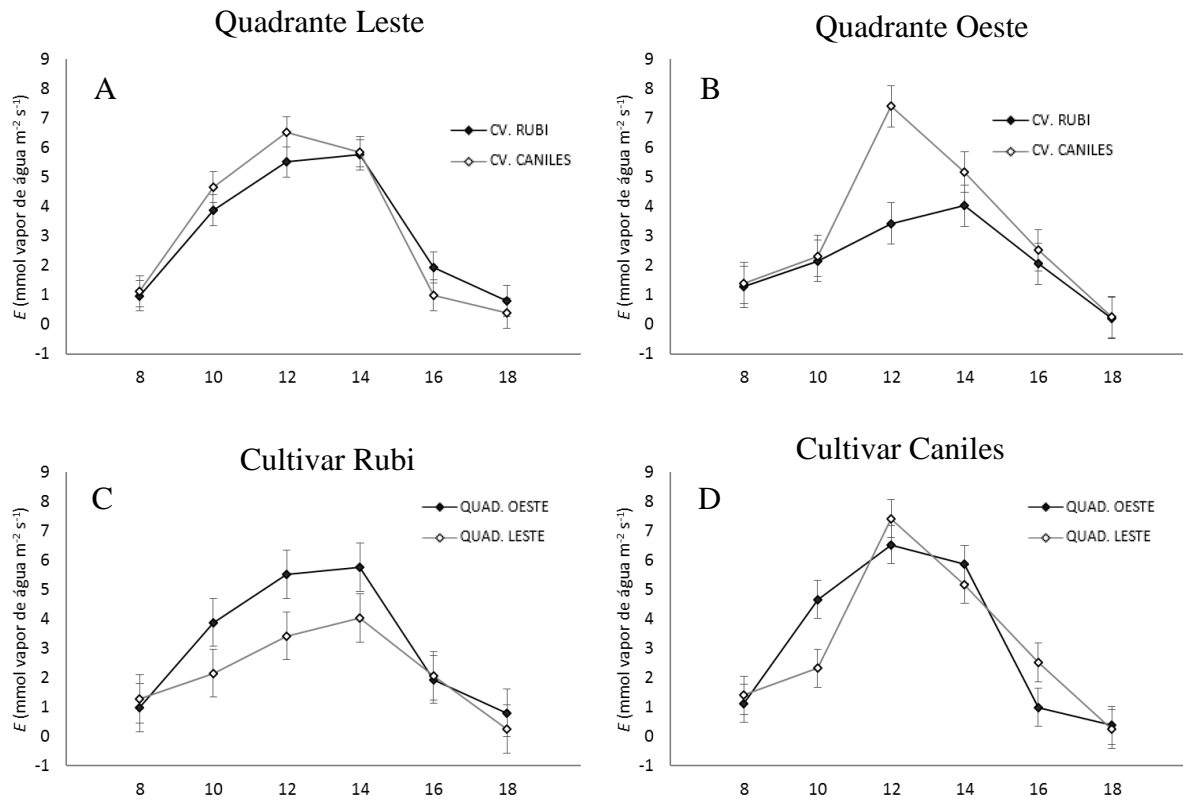 Quadrante Leste
A
E (mmol vapor de água m⁻² s⁻¹)
9
8
7
6
5
4
3
2
1
0
-1
8 10 12 14 16 18
CV. RUBI
CV. CANILES
Quadrante Oeste
B
E (mmol vapor de água m⁻² s⁻¹)
9
8
7
6
5
4
3
2
1
0
-1
8 10 12 14 16 18
CV. RUBI
CV. CANILES
Cultivar Rubi
C
E (mmol vapor de água m⁻² s⁻¹)
9
8
7
6
5
4
3
2
1
0
-1
8 10 12 14 16 18
QUAD. OESTE
QUAD. LESTE
Cultivar Caniles
D
E (mmol vapor de água m⁻² s⁻¹)
9
8
7
6
5
4
3
2
1
0
-1
8 10 12 14 16 18
QUAD. OESTE
QUAD. LESTE